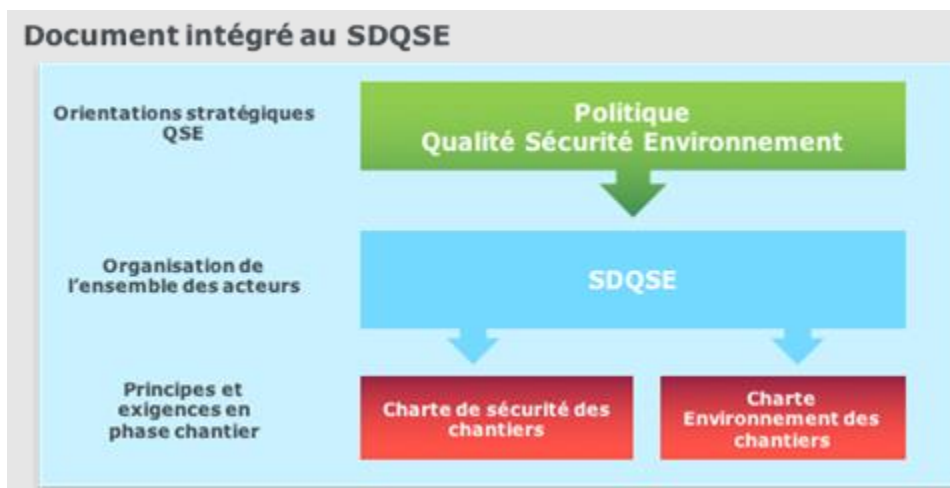 Document intégré au SDQSE
Orientations stratégiques
QSE
Politique
Qualité Sécurité Environnement
Organisation de
l'ensemble des acteurs
SDQSE
Principes et
exigences en
phase chantier
Charte de sécurité des
chantiers
Charte
Environnement des
chantiers